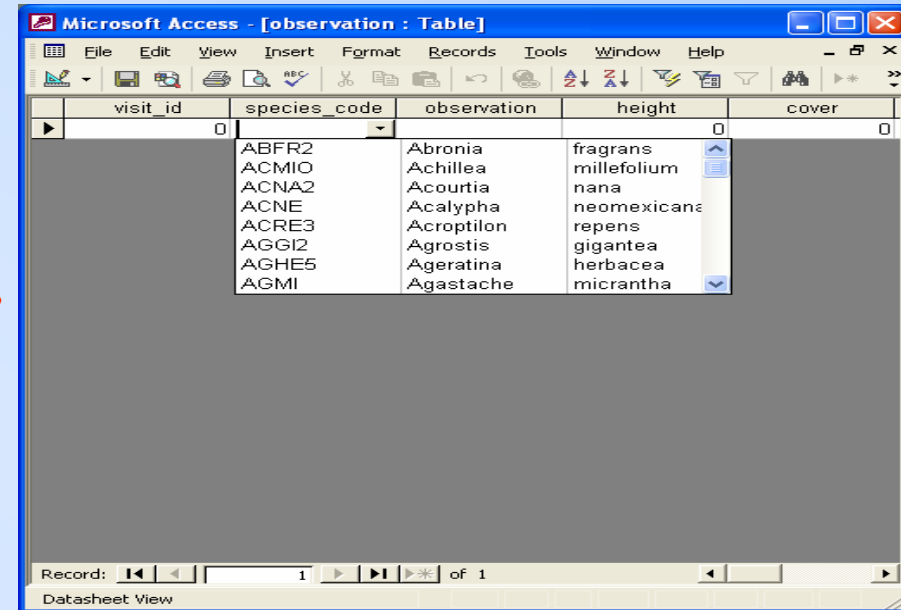 Microsoft Access - [observation : Table]
File Edit View Insert Format Records Tools Window Help
visit_id species_code observation height cover
0 0 0
ABFR2 Abronia fragrans
ACMIO Achillea millefolium
ACNA2 Acourtia nana
ACNE Acalypha neomexicana
ACRE3 Acroptilon repens
AGGI2 Agrostis gigantea
AGHE5 Ageratina herbacea
AGMI Agastache micrantha
Record: 1 of 1
Datasheet View